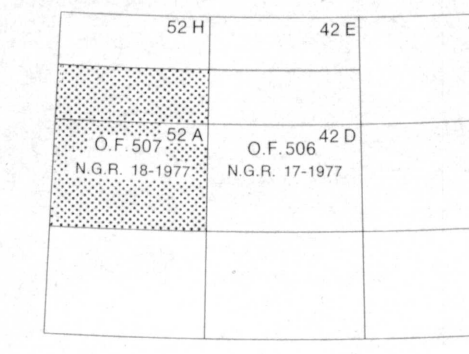 52 H
42 E
52 A
42 D
O.F. 507
O.F. 506
N.G.R. 18-1977
N.G.R. 17-1977